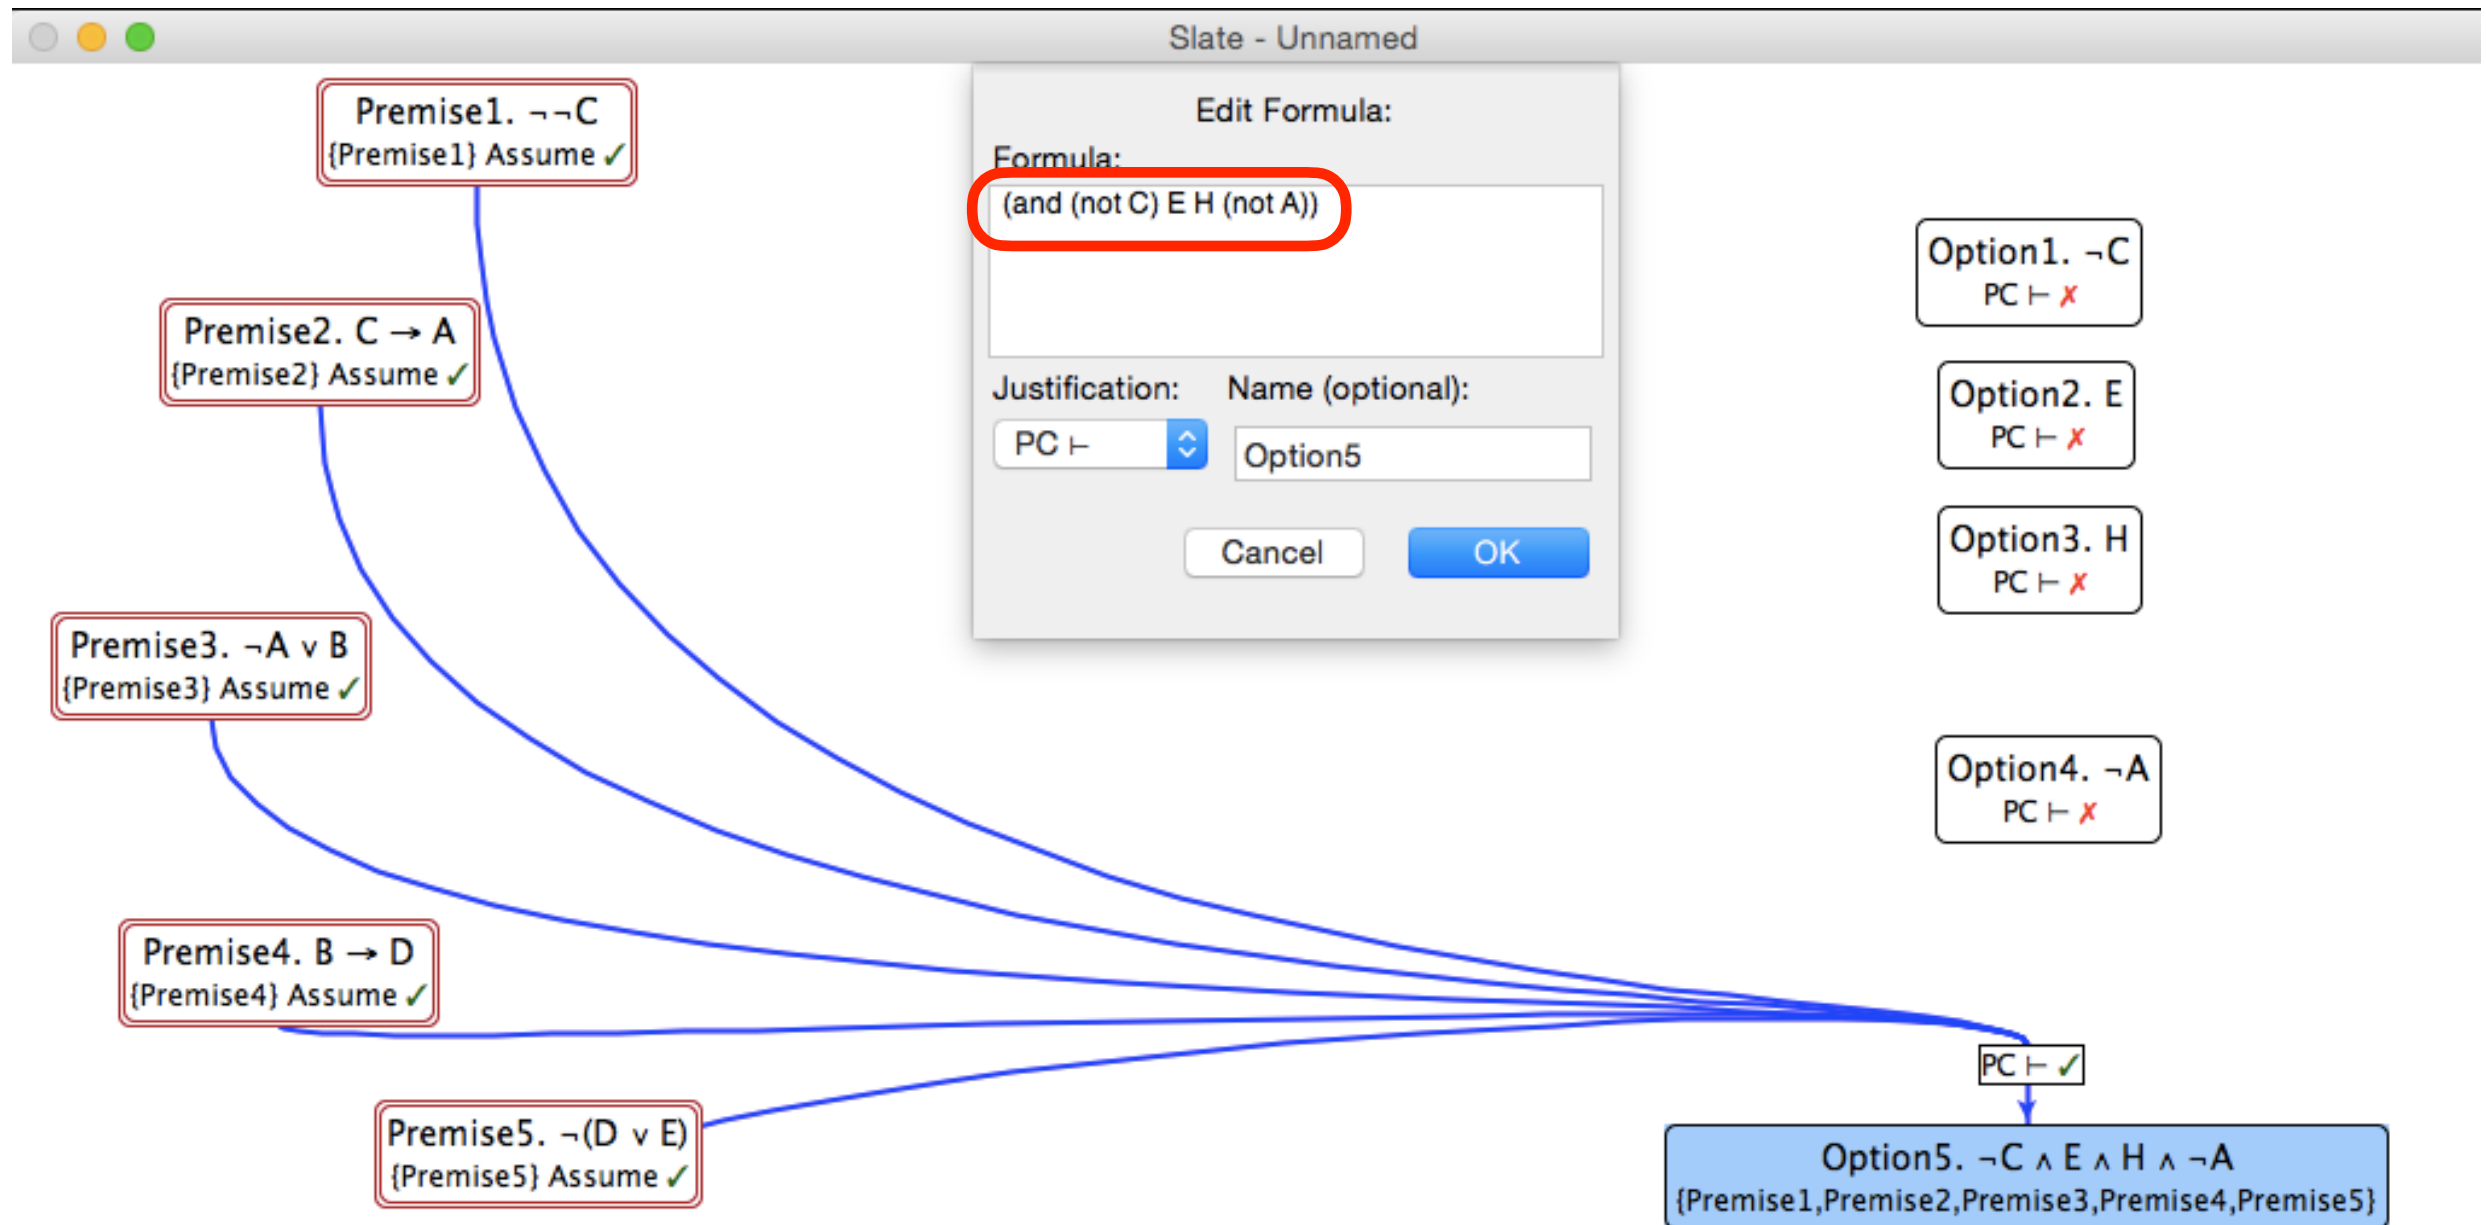 Slate - Unnamed
Premise1. ¬¬C
{Premise1} Assume ✓
Premise2. C → A
{Premise2} Assume ✓
Premise3. ¬A ∨ B
{Premise3} Assume ✓
Premise4. B → D
{Premise4} Assume ✓
Premise5. ¬(D ∨ E)
{Premise5} Assume ✓
Edit Formula:
Formula:
(and (not C) E H (not A))
Justification: Name (optional):
PC ⊢ Option5
Cancel OK
Option1. ¬C
PC ⊢ ✗
Option2. E
PC ⊢ ✗
Option3. H
PC ⊢ ✗
Option4. ¬A
PC ⊢ ✗
PC ⊢ ✓
Option5. ¬C ∧ E ∧ H ∧ ¬A
{Premise1,Premise2,Premise3,Premise4,Premise5}